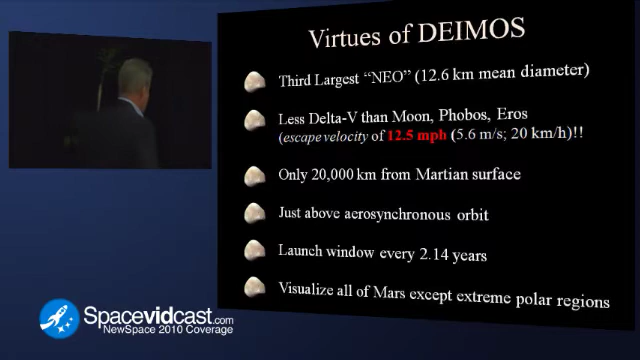 Virtues of DEIMOS
Third Largest “NEO” (12.6 km mean diameter)
Less Delta-V than Moon, Phobos, Eros
(escape velocity of 12.5 mph (5.6 m/s; 20 km/h)!!
Only 20,000 km from Martian surface
Just above aerosynchronous orbit
Launch window every 2.14 years
Visualize all of Mars except extreme polar regions
Spacevidcast.com
NewSpace 2010 Coverage